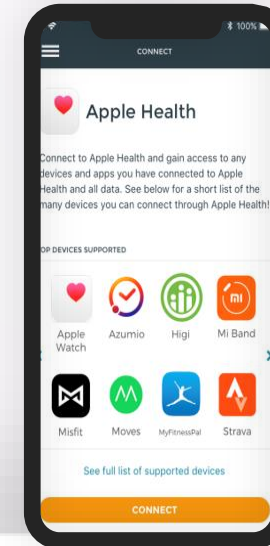 100%
CONNECT
Apple Health
Connect to Apple Health and gain access to any
devices and apps you have connected to Apple
Health and all data. See below for a short list of the
many devices you can connect through Apple Health!
TOP DEVICES SUPPORTED
Apple Watch Azumio Higi Mi Band
Misfit Moves MyFitnessPal Strava
See full list of supported devices
CONNECT